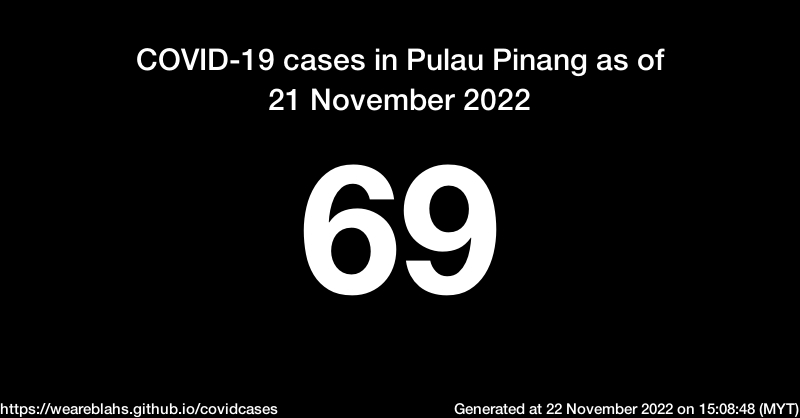 COVID-19 cases in Pulau Pinang as of
21 November 2022
69
https://weareblahs.github.io/covidcases
Generated at 22 November 2022 on 15:08:48 (MYT)